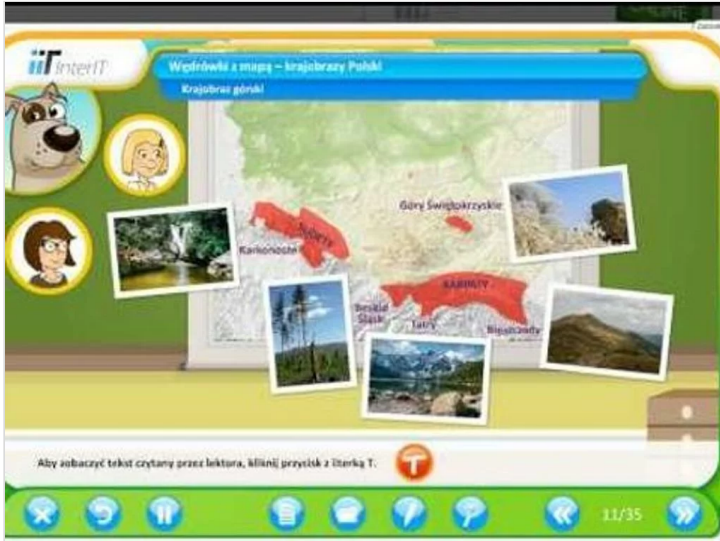 iiT InterIT
Wędrówki z mapą – krajobrazy Polski
Krajobraz górski
Góry Świętokrzyskie
SUDETY
Karkonosze
KARPATY
Beskid
Śląski
Tatry
Bieszczady
Aby zobaczyć tekst czytany przez lektora, kliknij przycisk z literką T.
T
11/35